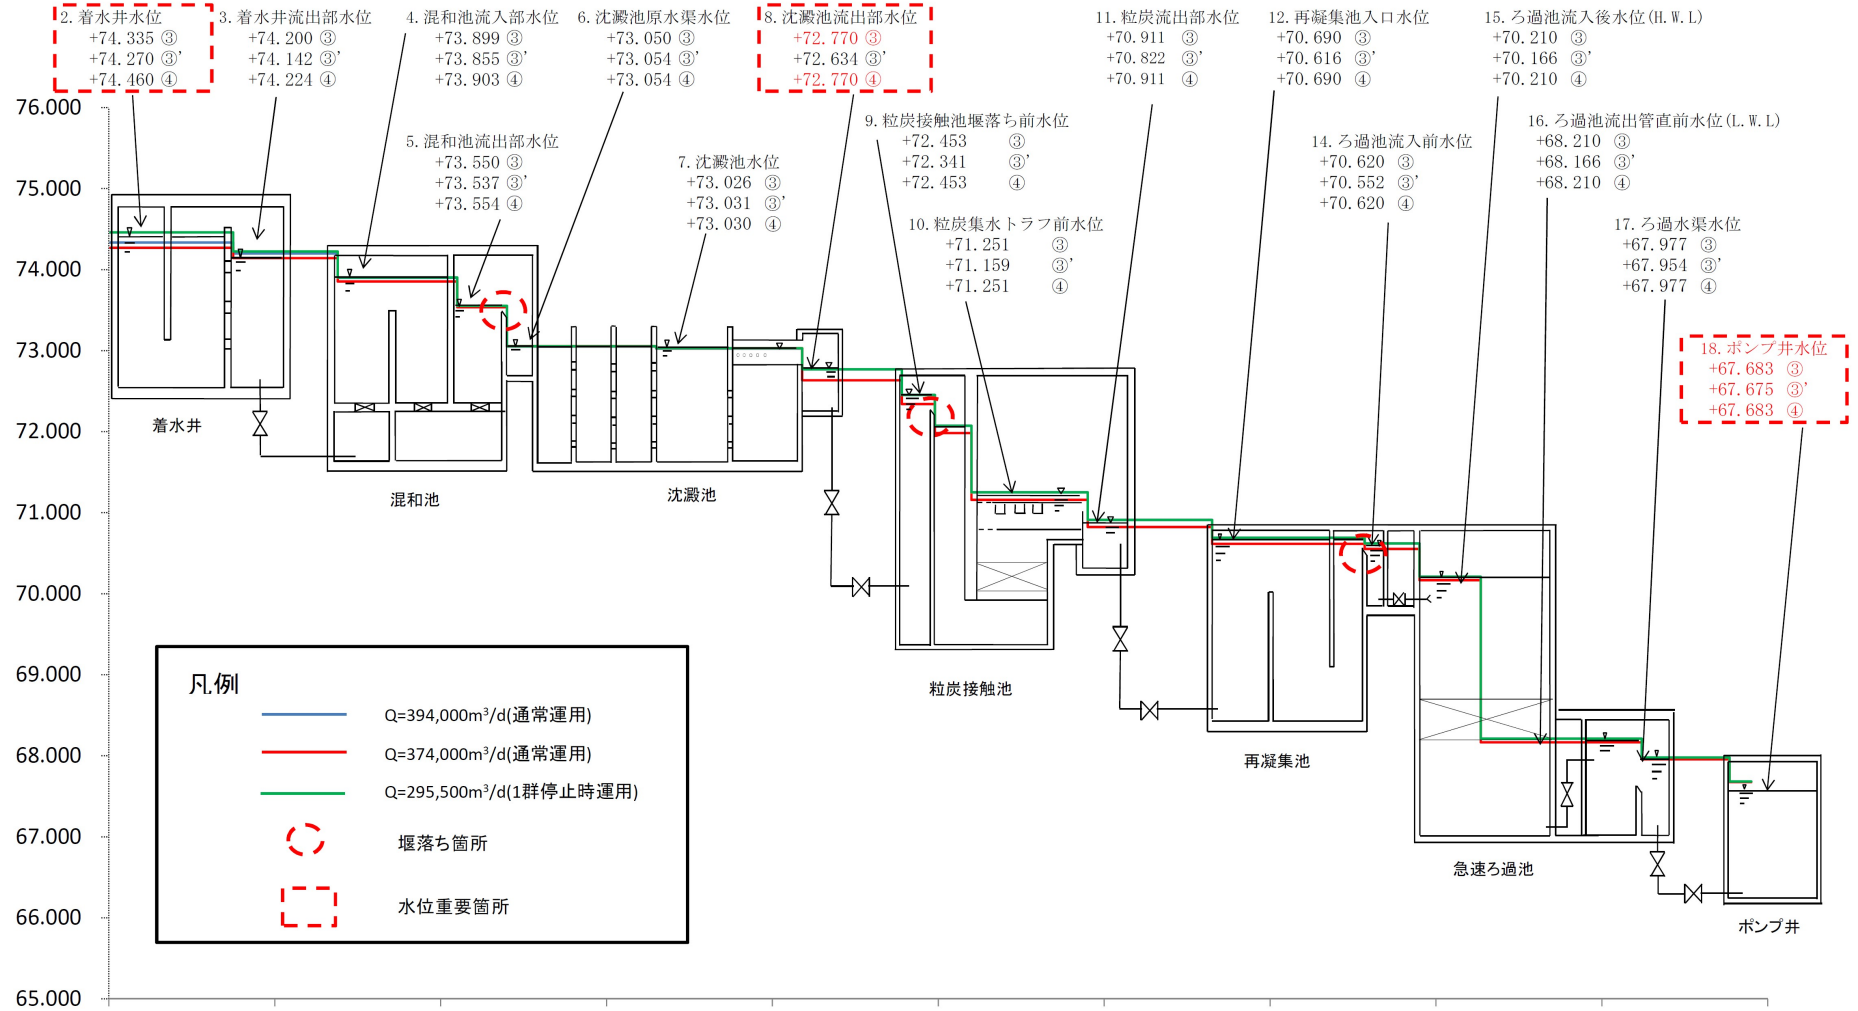 2.着水井水位
+74.335 ③
+74.270 ③’
+74.460 ④
3.着水井流出部水位
+74.200 ③
+74.142 ③’
+74.224 ④
4.混和池流入部水位
+73.899 ③
+73.855 ③’
+73.903 ④
6.沈澱池原水渠水位
+73.050 ③
+73.054 ③’
+73.054 ④
8.沈澱池流出部水位
+72.770 ③
+72.634 ③’
+72.770 ④
11.粒炭流出部水位
+70.911 ③
+70.822 ③’
+70.911 ④
12.再凝集池入口水位
+70.690 ③
+70.616 ③’
+70.690 ④
15.ろ過池流入後水位(H.W.L)
+70.210 ③
+70.166 ③’
+70.210 ④
5.混和池流出部水位
+73.550 ③
+73.537 ③’
+73.554 ④
7.沈澱池水位
+73.026 ③
+73.031 ③’
+73.030 ④
9.粒炭接触池堰落ち前水位
+72.453 ③
+72.341 ③’
+72.453 ④
10.粒炭集水トラフ前水位
+71.251 ③
+71.159 ③’
+71.251 ④
14.ろ過池流入前水位
+70.620 ③
+70.552 ③’
+70.620 ④
16.ろ過池流出管直前水位(L.W.L)
+68.210 ③
+68.166 ③’
+68.210 ④
17.ろ過水渠水位
+67.977 ③
+67.954 ③’
+67.977 ④
18.ポンプ井水位
+67.683 ③
+67.675 ③’
+67.683 ④
76.000
75.000
74.000
73.000
72.000
71.000
70.000
69.000
68.000
67.000
66.000
65.000
着水井
混和池
沈澱池
粒炭接触池
再凝集池
急速ろ過池
ポンプ井
凡例
Q=394,000m³/d(通常運用)
Q=374,000m³/d(通常運用)
Q=295,500m³/d(1群停止時運用)
堰落ち箇所
水位重要箇所